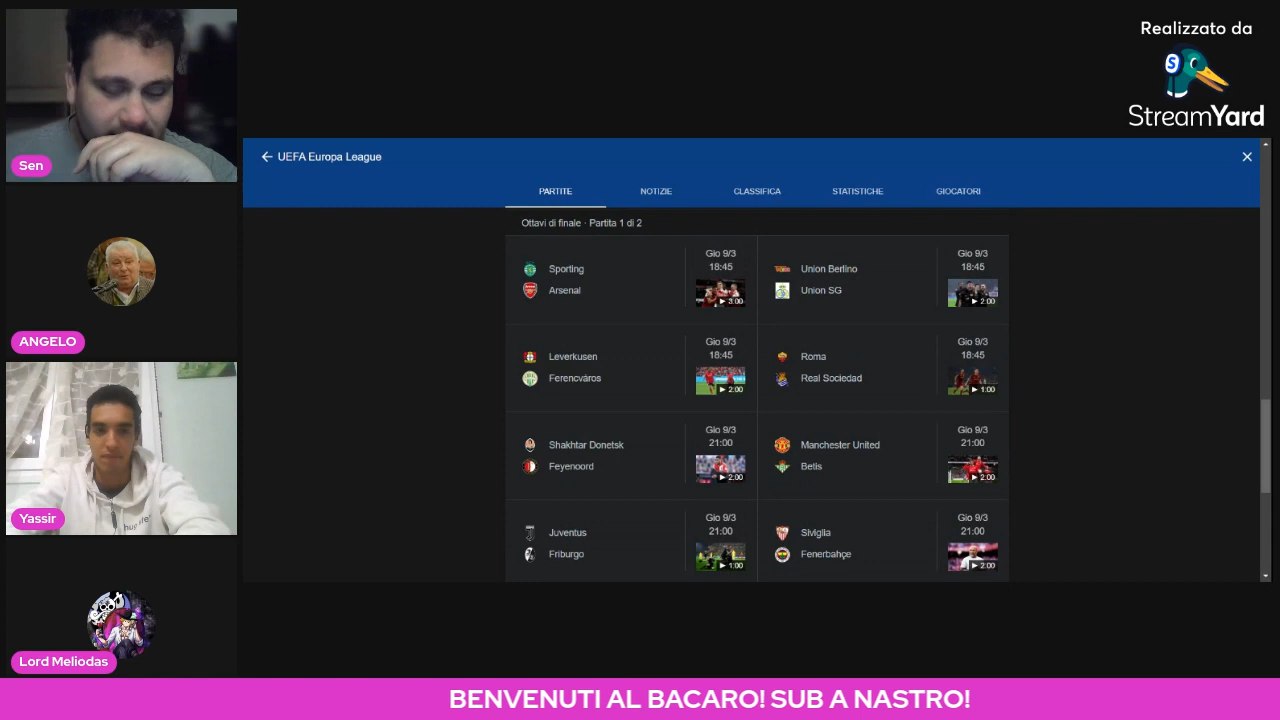 Realizzato da
StreamYard
Sen
ANGELO
Yassir
Lord Meliodas
UEFA Europa League
PARTITE
NOTIZIE
CLASSIFICA
STATISTICHE
GIOCATORI
Ottavi di finale · Partita 1 di 2
Sporting
Arsenal
Gio 9/3
18:45
3:00
Union Berlino
Union SG
Gio 9/3
18:45
2:00
Leverkusen
Ferencváros
Gio 9/3
18:45
2:00
Roma
Real Sociedad
Gio 9/3
18:45
1:00
Shakhtar Donetsk
Feyenoord
Gio 9/3
21:00
2:00
Manchester United
Betis
Gio 9/3
21:00
2:00
Juventus
Friburgo
Gio 9/3
21:00
1:00
Siviglia
Fenerbahçe
Gio 9/3
21:00
2:00
BENVENUTI AL BACARO! SUB A NASTRO!